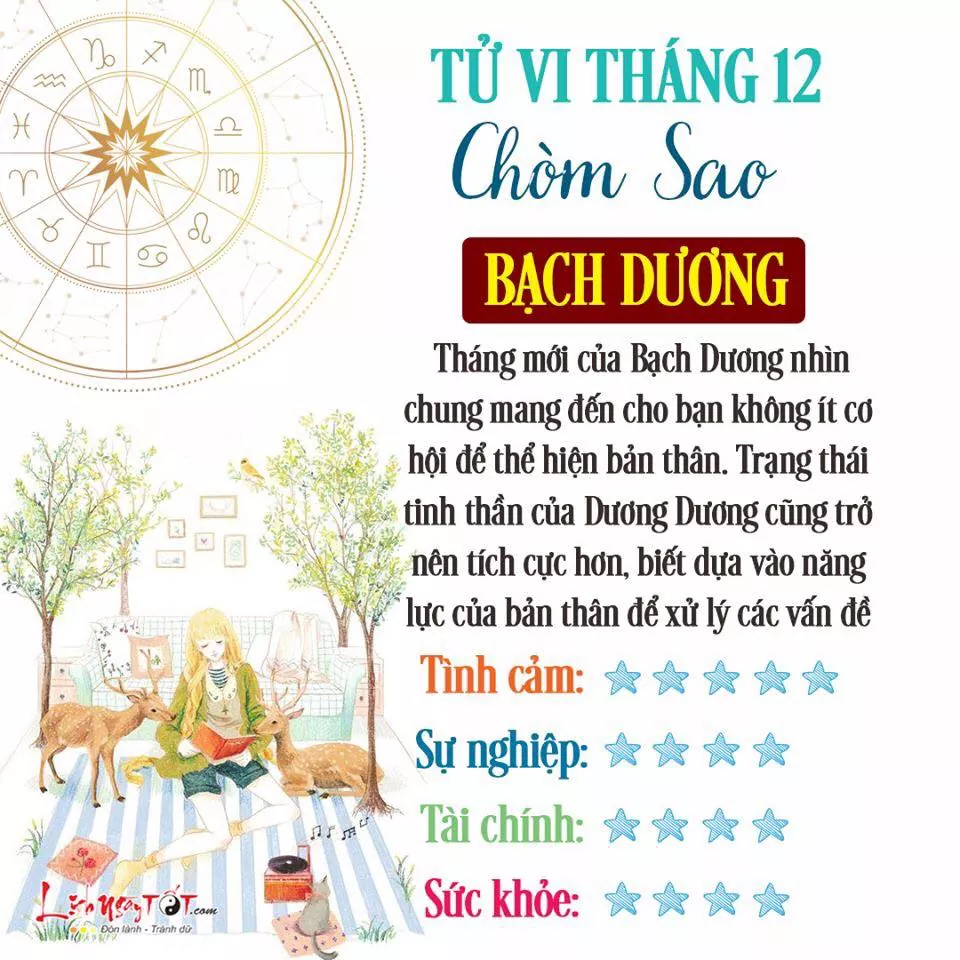 TỬ VI THÁNG 12
Chòm Sao
BẠCH DƯƠNG
Tháng mới của Bạch Dương nhìn
chung mang đến cho bạn không ít cơ
hội để thể hiện bản thân. Trạng thái
tinh thần của Dương Dương cũng trở
nên tích cực hơn, biết dựa vào năng
lực của bản thân để xử lý các vấn đề
Tình cảm:
Sự nghiệp:
Tài chính:
Sức khỏe:
LịchNgàyTỐT.com
Đón lành - Tránh dữ